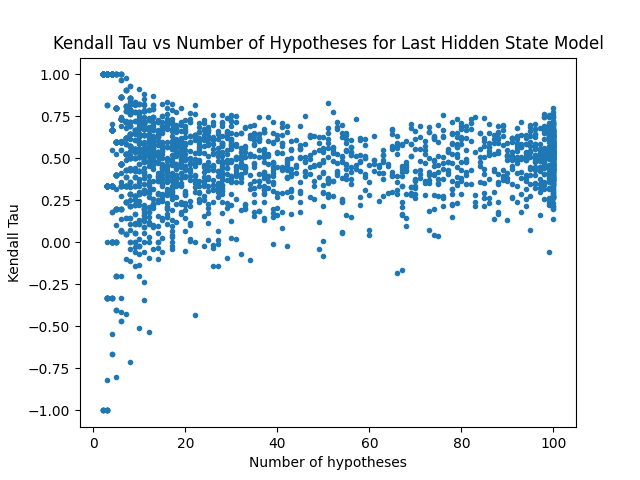 Kendall Tau vs Number of Hypotheses for Last Hidden State Model
1.00
0.75
0.50
0.25
0.00
−0.25
−0.50
−0.75
−1.00
Kendall Tau
0 20 40 60 80 100
Number of hypotheses